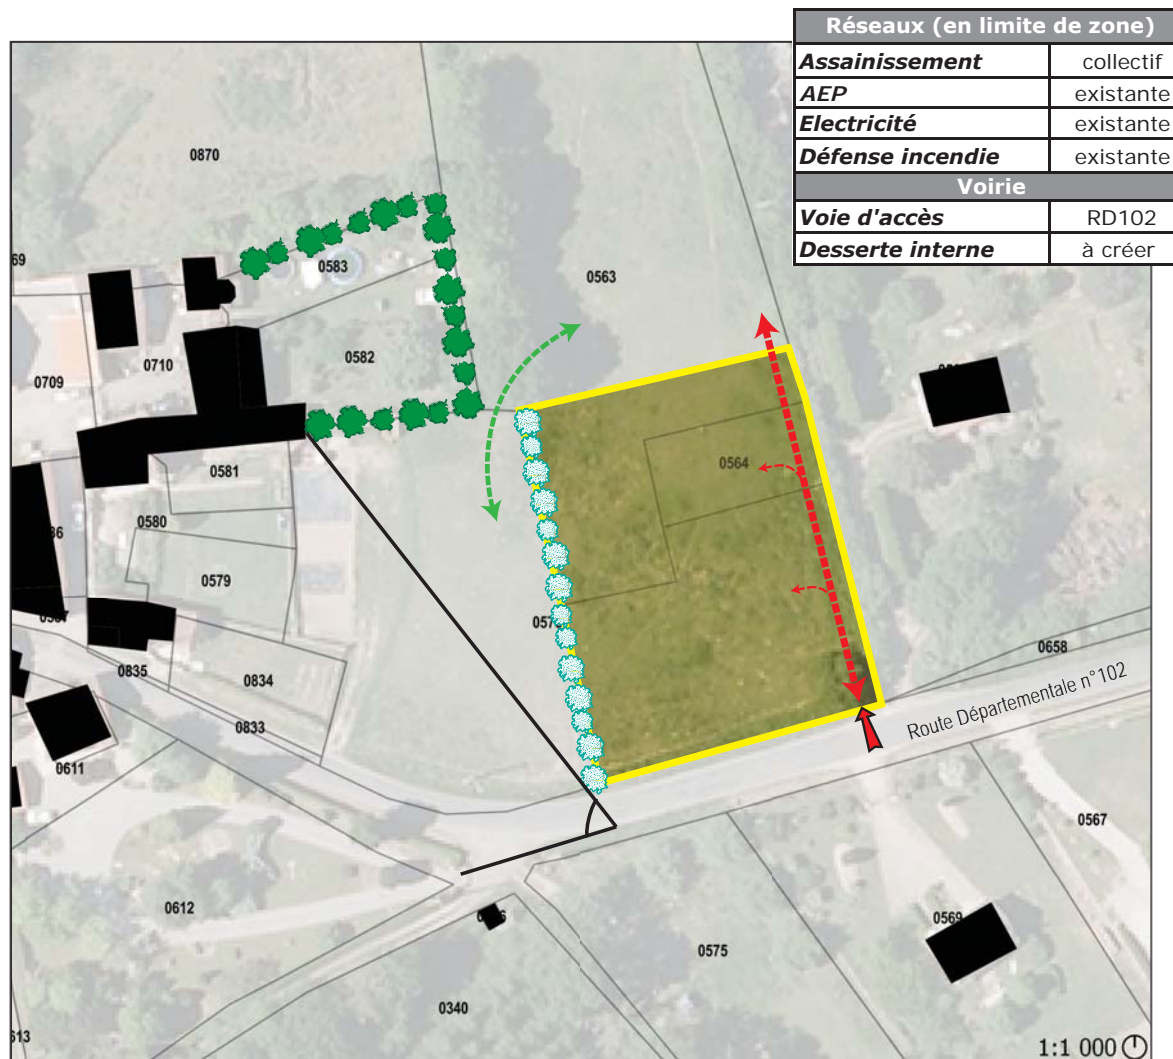 Réseaux (en limite de zone)
Assainissement collectif
AEP existante
Electricité existante
Défense incendie existante
Voirie
Voie d'accès RD102
Desserte interne à créer
0870
0583
0563
0582
0710
0709
0564
0581
0580
0579
0658
0835
0834
0833
Route Départementale n°102
0611
0567
0612
0569
0575
0340
1:1 000